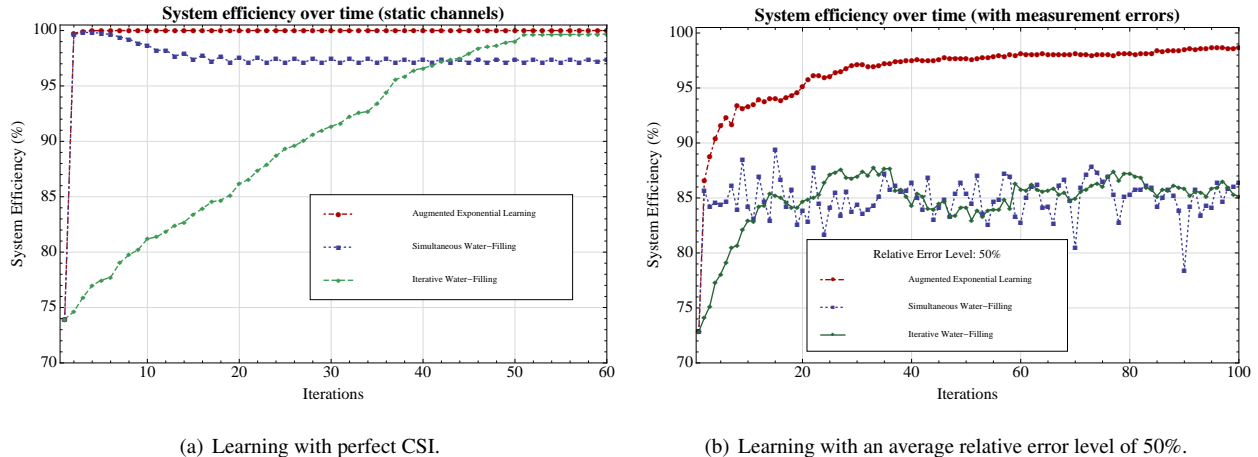 System efficiency over time (static channels)
100
95
90
85
80
75
70
System Efficiency (%)
10
20
30
40
50
60
Iterations
Augmented Exponential Learning
Simultaneous Water–Filling
Iterative Water–Filling
(a) Learning with perfect CSI.
System efficiency over time (with measurement errors)
100
95
90
85
80
75
70
System Efficiency (%)
20
40
60
80
100
Iterations
Relative Error Level: 50%
Augmented Exponential Learning
Simultaneous Water–Filling
Iterative Water–Filling
(b) Learning with an average relative error level of 50%.